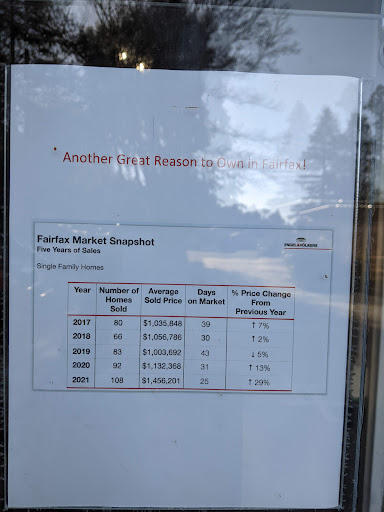 Another Great Reason to Own in Fairfax!
Fairfax Market Snapshot
Five Years of Sales
ENGEL&VÖLKERS
Single Family Homes
Year Number of Homes Sold Average Sold Price Days on Market % Price Change From Previous Year
2017 80 $1,035,848 39 ↑ 7%
2018 66 $1,056,786 30 ↑ 2%
2019 83 $1,003,692 43 ↓ 5%
2020 92 $1,132,368 31 ↑ 13%
2021 108 $1,456,201 25 ↑ 29%